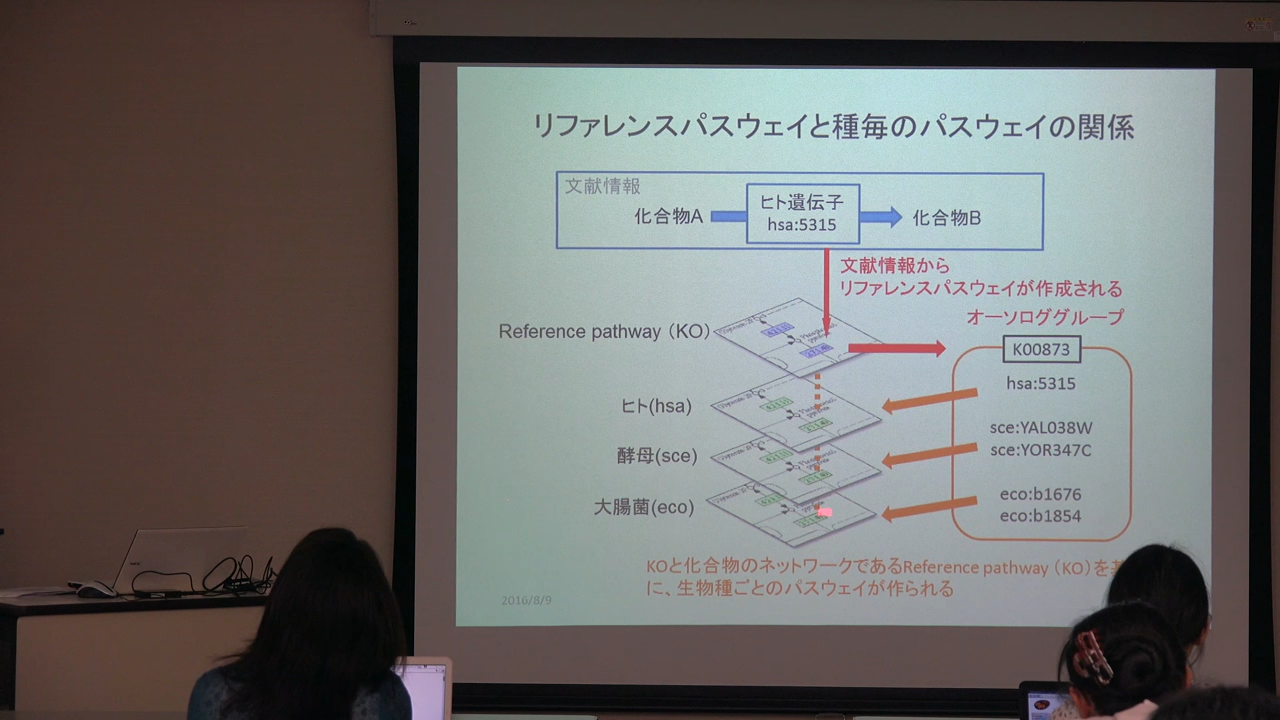 リファレンスパスウェイと種毎のパスウェイの関係
文献情報
化合物A
ヒト遺伝子
hsa:5315
化合物B
文献情報から
リファレンスパスウェイが作成される
オーソロググループ
Reference pathway（KO）
K00873
hsa:5315
ヒト(hsa)
sce:YAL038W
sce:YOR347C
酵母(sce)
eco:b1676
eco:b1854
大腸菌(eco)
KOと化合物のネットワークであるReference pathway（KO）を
に、生物種ごとのパスウェイが作られる
2016/8/9